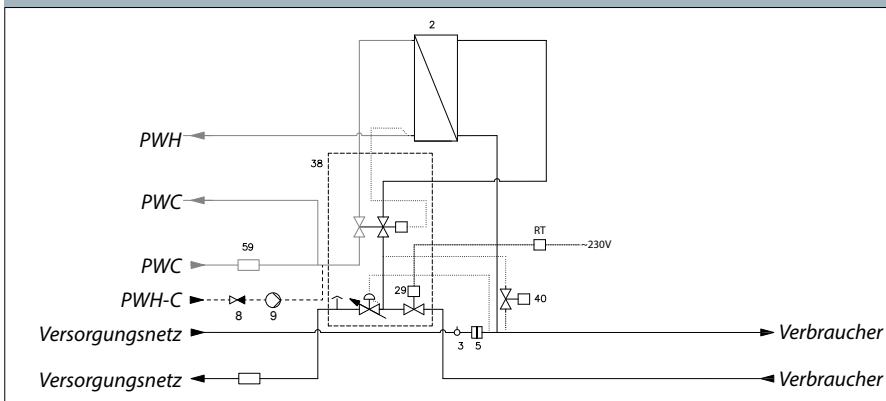 2
PWH
38
PWC
59
RT
~230V
PWC
29
40
PWH-C
8
9
Versorgungsnetz
3
5
Verbraucher
Versorgungsnetz
Verbraucher